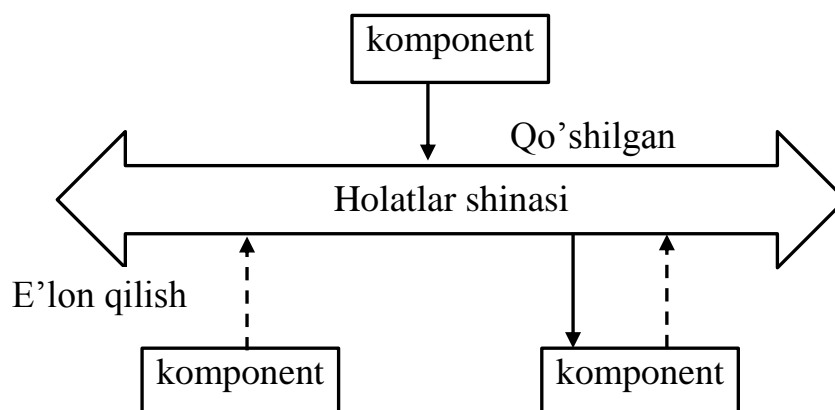 komponent
Qo’shilgan
Holatlar shinasi
E’lon qilish
komponent
komponent